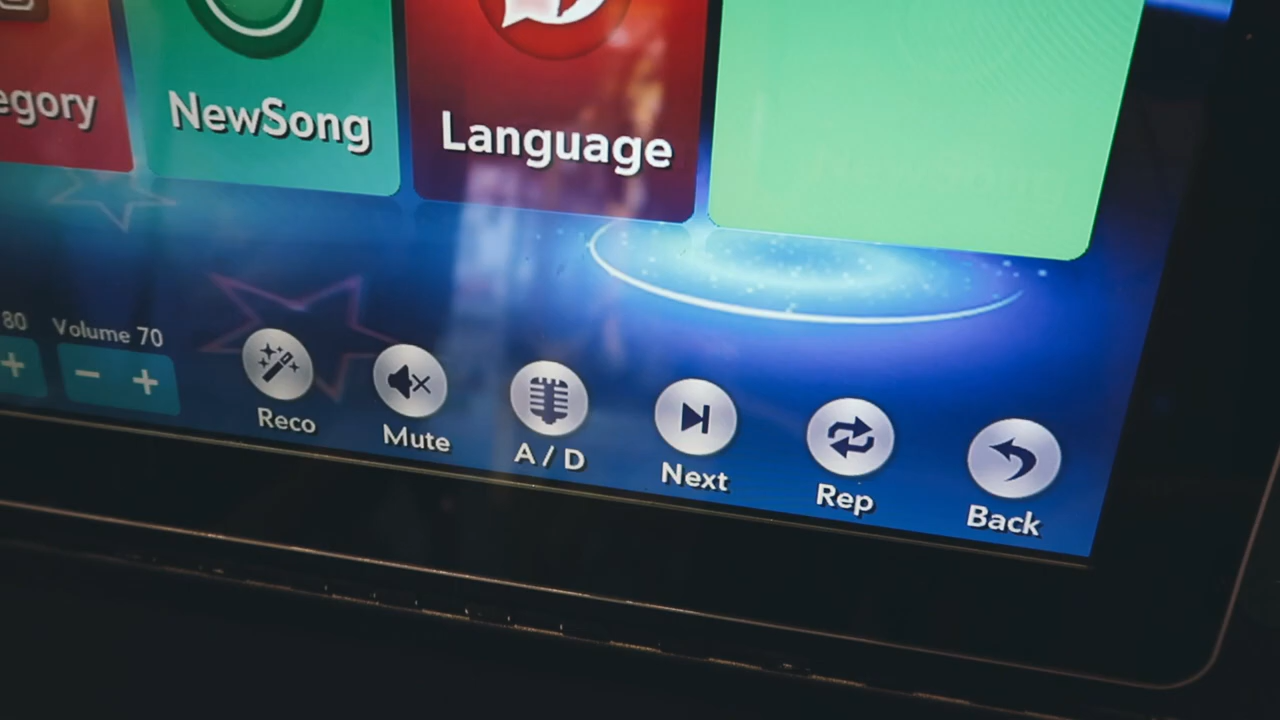 egory
NewSong
Language
80
Volume 70
Reco
Mute
A / D
Next
Rep
Back